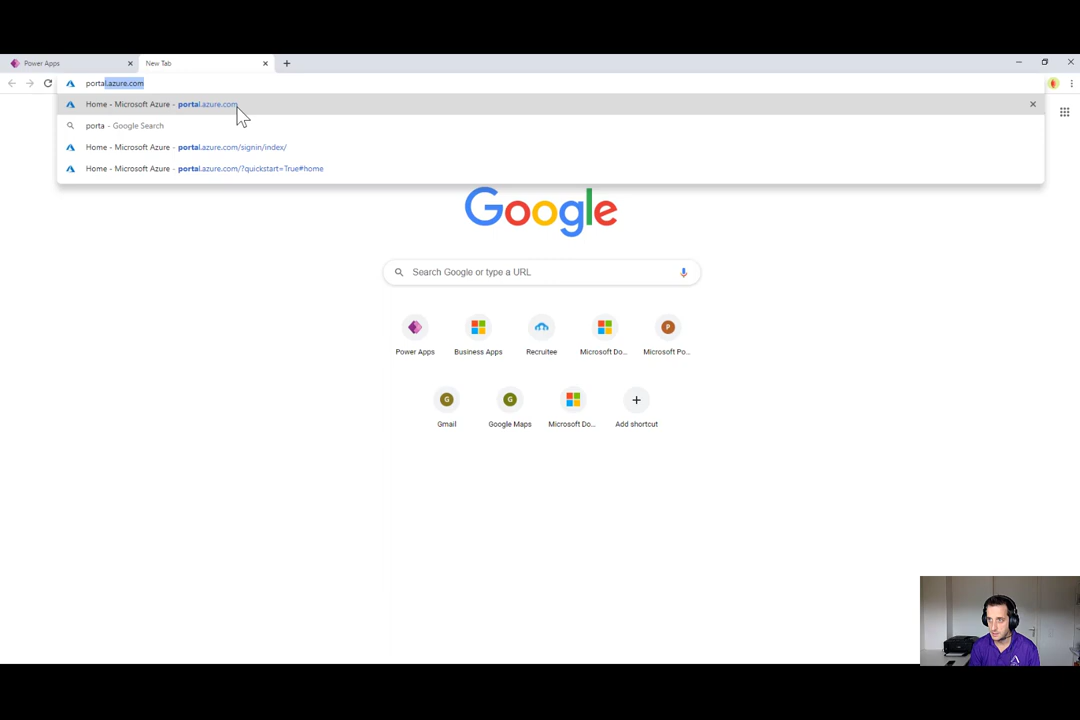 Power Apps
New Tab
portal.azure.com
Home - Microsoft Azure - portal.azure.com
porta - Google Search
Home - Microsoft Azure - portal.azure.com/signin/index/
Home - Microsoft Azure - portal.azure.com/?quickstart=True#home
Google
Search Google or type a URL
Power Apps
Business Apps
Recruitee
Microsoft Do...
P
Microsoft Po...
G
Gmail
G
Google Maps
Microsoft Do...
Add shortcut